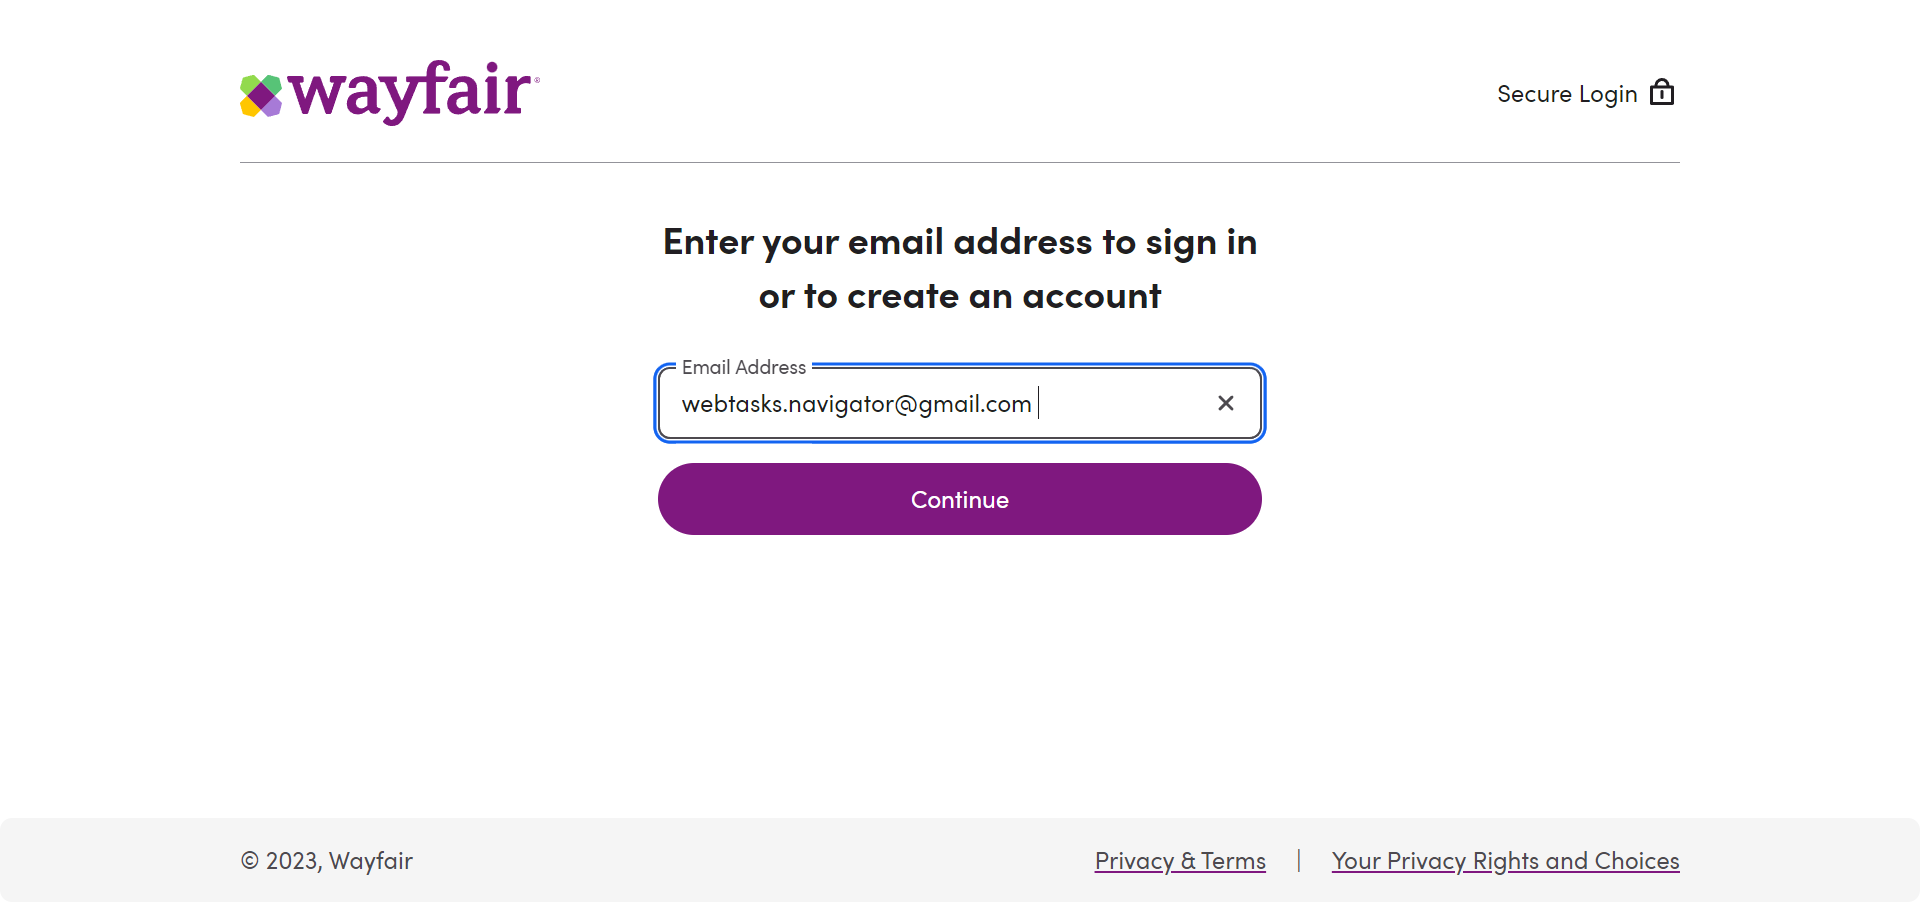 wayfair®
Secure Login
Enter your email address to sign in
or to create an account
Email Address
webtasks.navigator@gmail.com
Continue
© 2023, Wayfair
Privacy & Terms | Your Privacy Rights and Choices